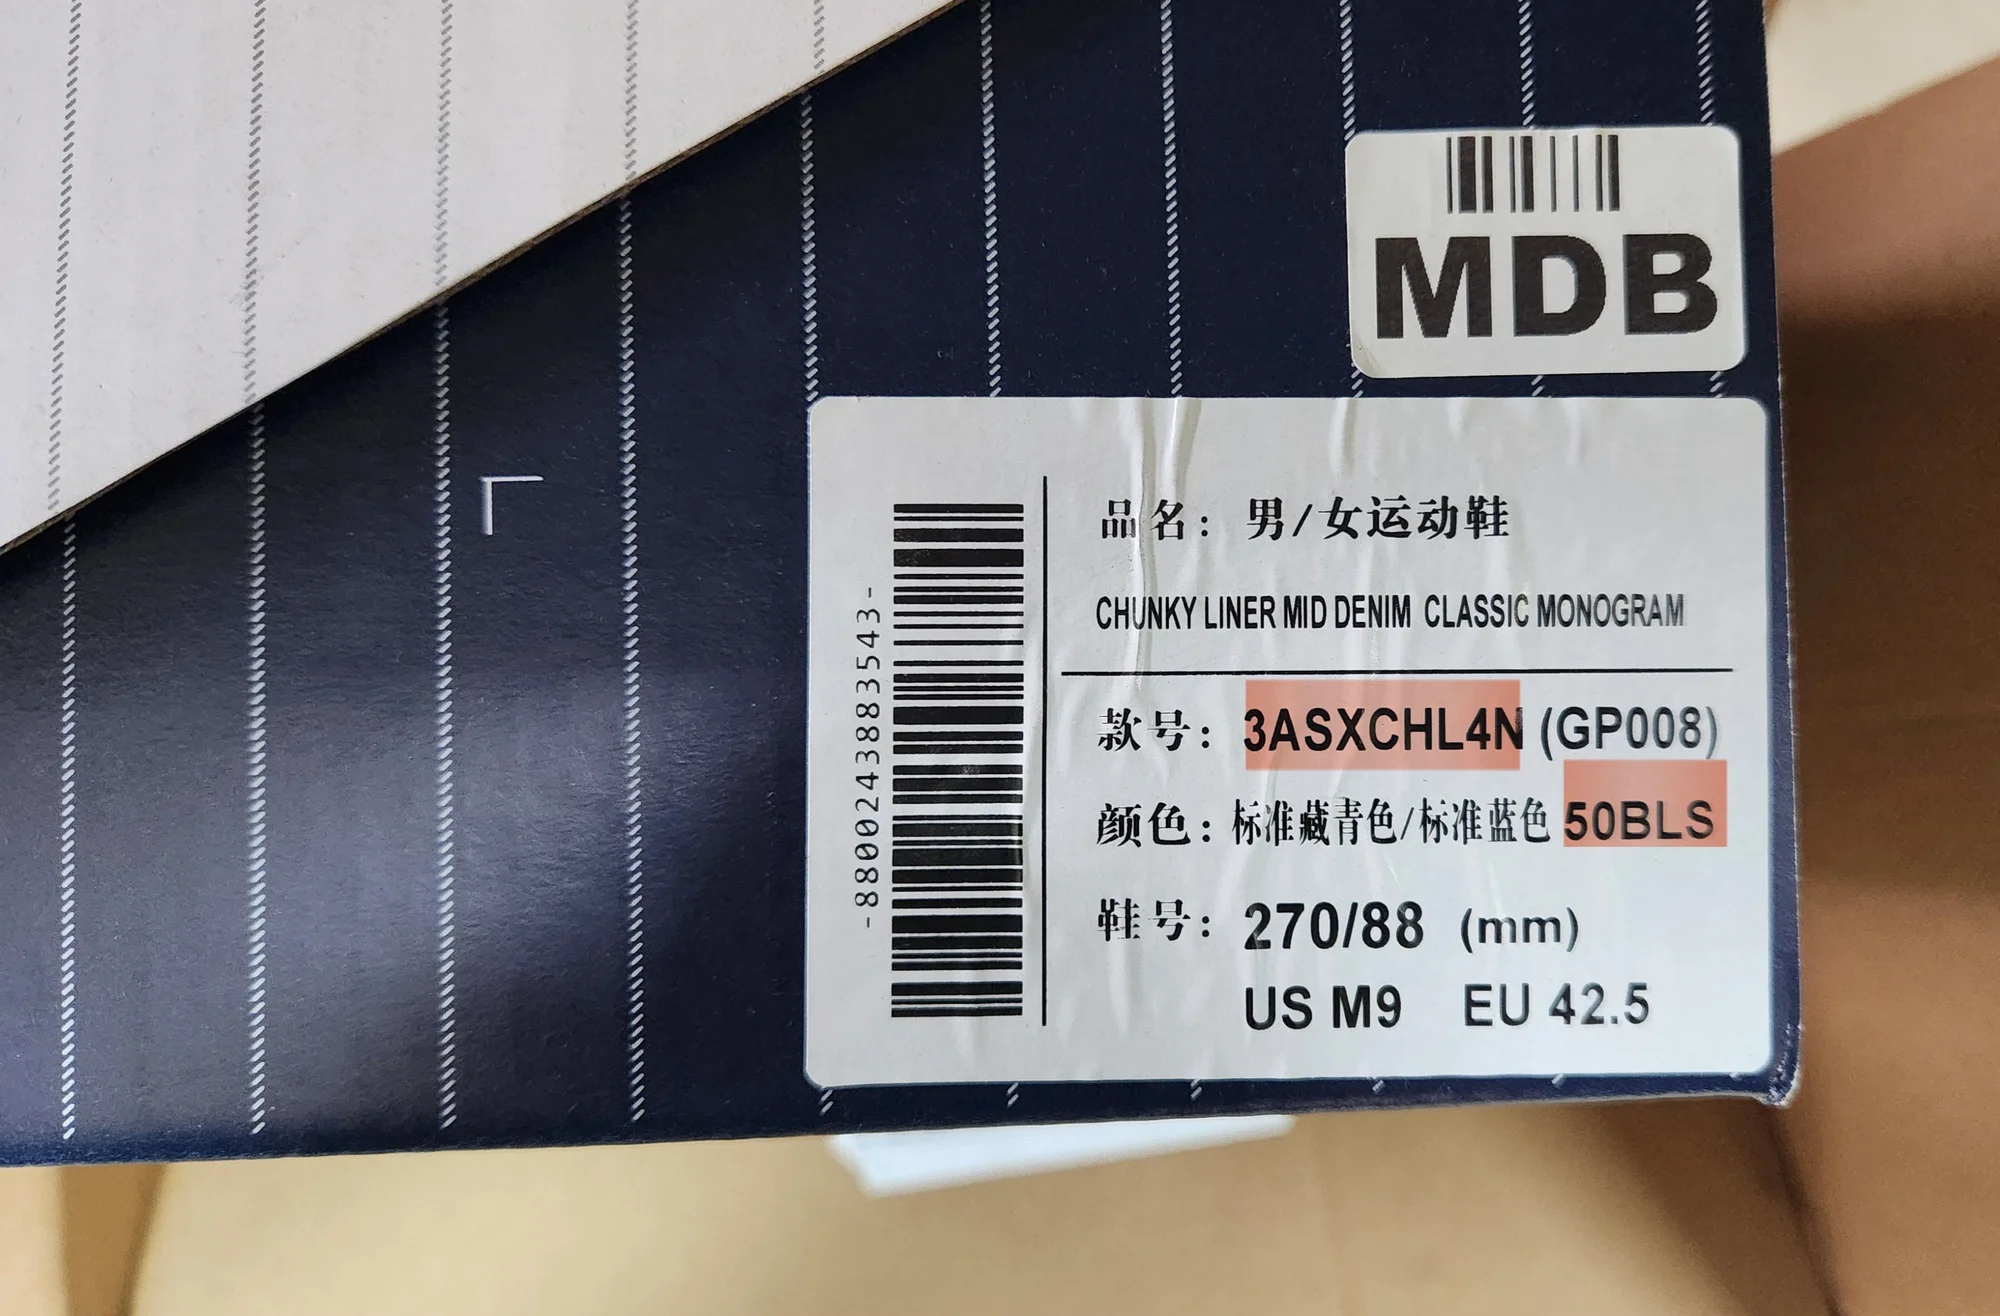 MDB
品名：男/女运动鞋
CHUNKY LINER MID DENIM CLASSIC MONOGRAM
款号：3ASXCHL4N (GP008)
颜色：标准藏青色/标准蓝色 50BLS
鞋号：270/88 (mm)
US M9 EU 42.5
-8800243883543-